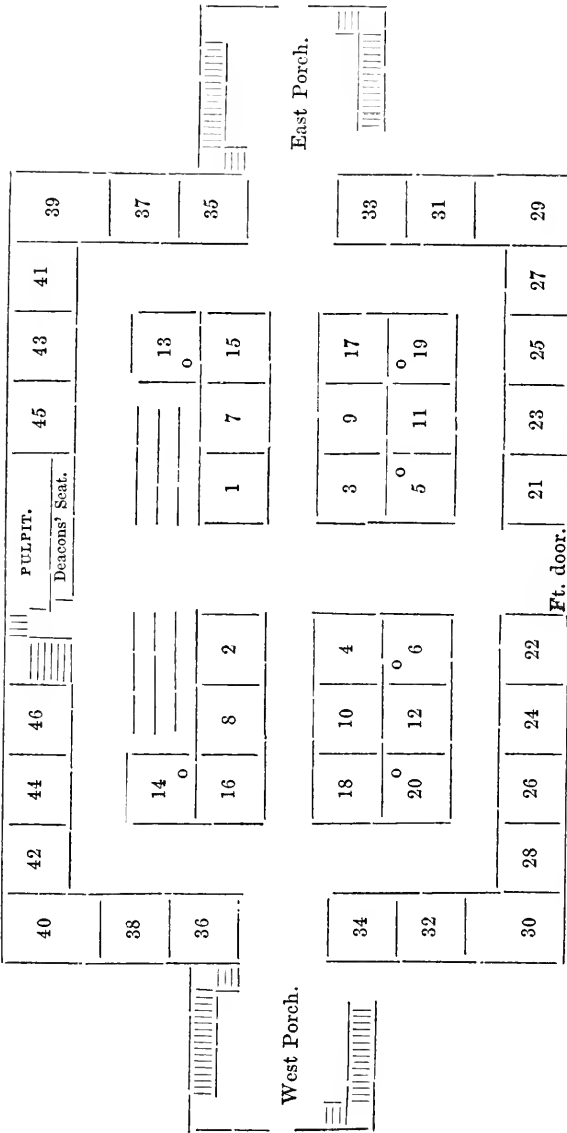 PULPIT.
40 42 44 46 45 43 41 39
Deacons' Seat.
38 14 13 37
o o
36 16 8 2 1 7 15 35
West Porch. East Porch.
34 18 10 4 3 9 17 33
o o o o
32 20 12 6 5 11 19 31
30 28 26 24 22 21 23 25 27 29
Ft. door.